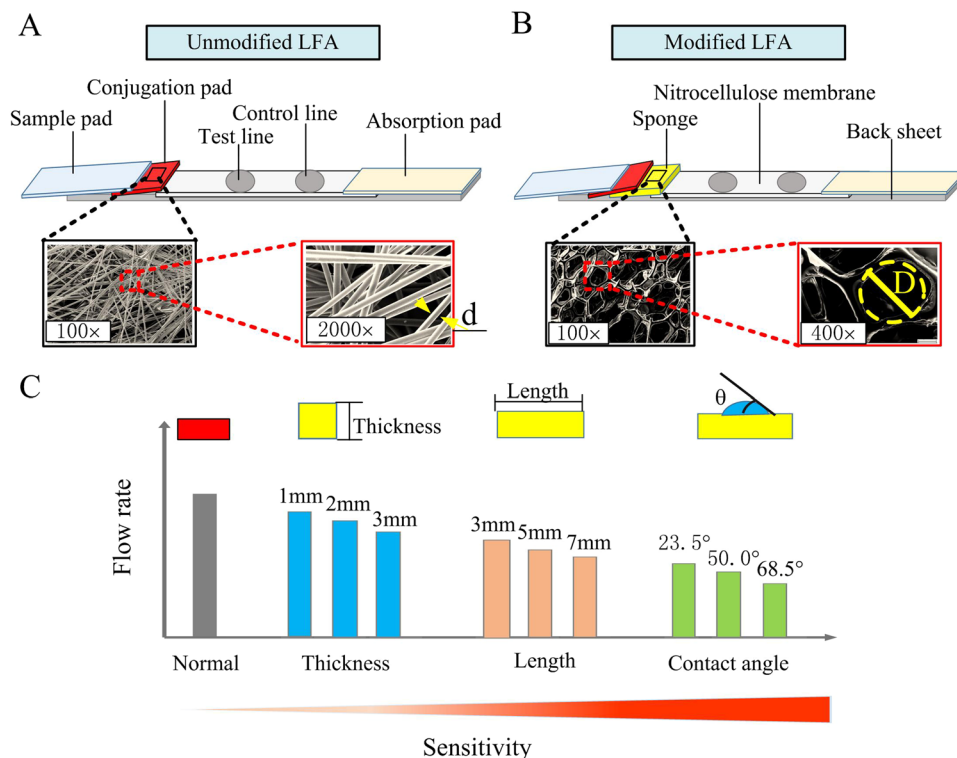 A
Unmodified LFA
B
Modified LFA
Conjugation pad
Sample pad
Control line
Test line
Absorption pad
Nitrocellulose membrane
Sponge
Back sheet
100×
2000×
d
100×
400×
D
C
Flow rate
Thickness
Length
θ
1mm
2mm
3mm
3mm
5mm
7mm
23.5°
50.0°
68.5°
Normal
Thickness
Length
Contact angle
Sensitivity